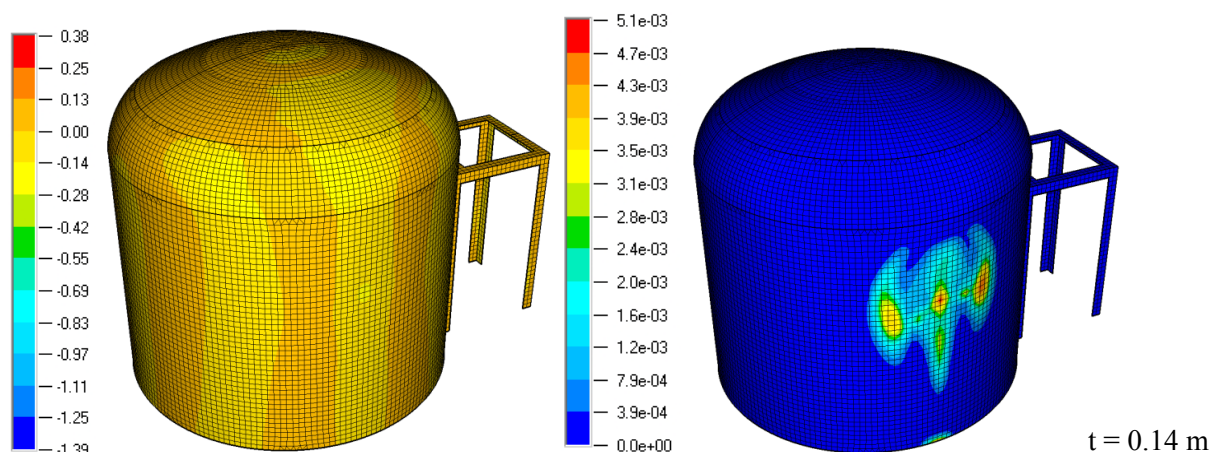 0.38
0.25
0.13
0.00
-0.14
-0.28
-0.42
-0.55
-0.69
-0.83
-0.97
-1.11
-1.25
-1.39
5.1e-03
4.7e-03
4.3e-03
3.9e-03
3.5e-03
3.1e-03
2.8e-03
2.4e-03
2.0e-03
1.6e-03
1.2e-03
7.9e-04
3.9e-04
0.0e+00
t = 0.14 m